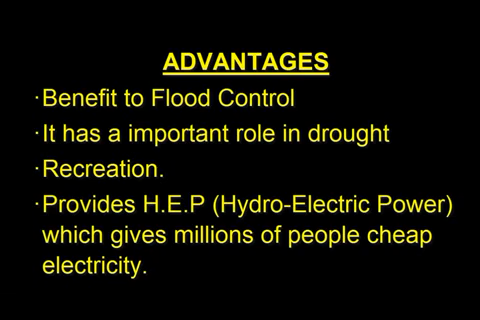 ADVANTAGES
·Benefit to Flood Control
·It has a important role in drought
·Recreation.
·Provides H.E.P (Hydro-Electric Power)
which gives millions of people cheap
electricity.